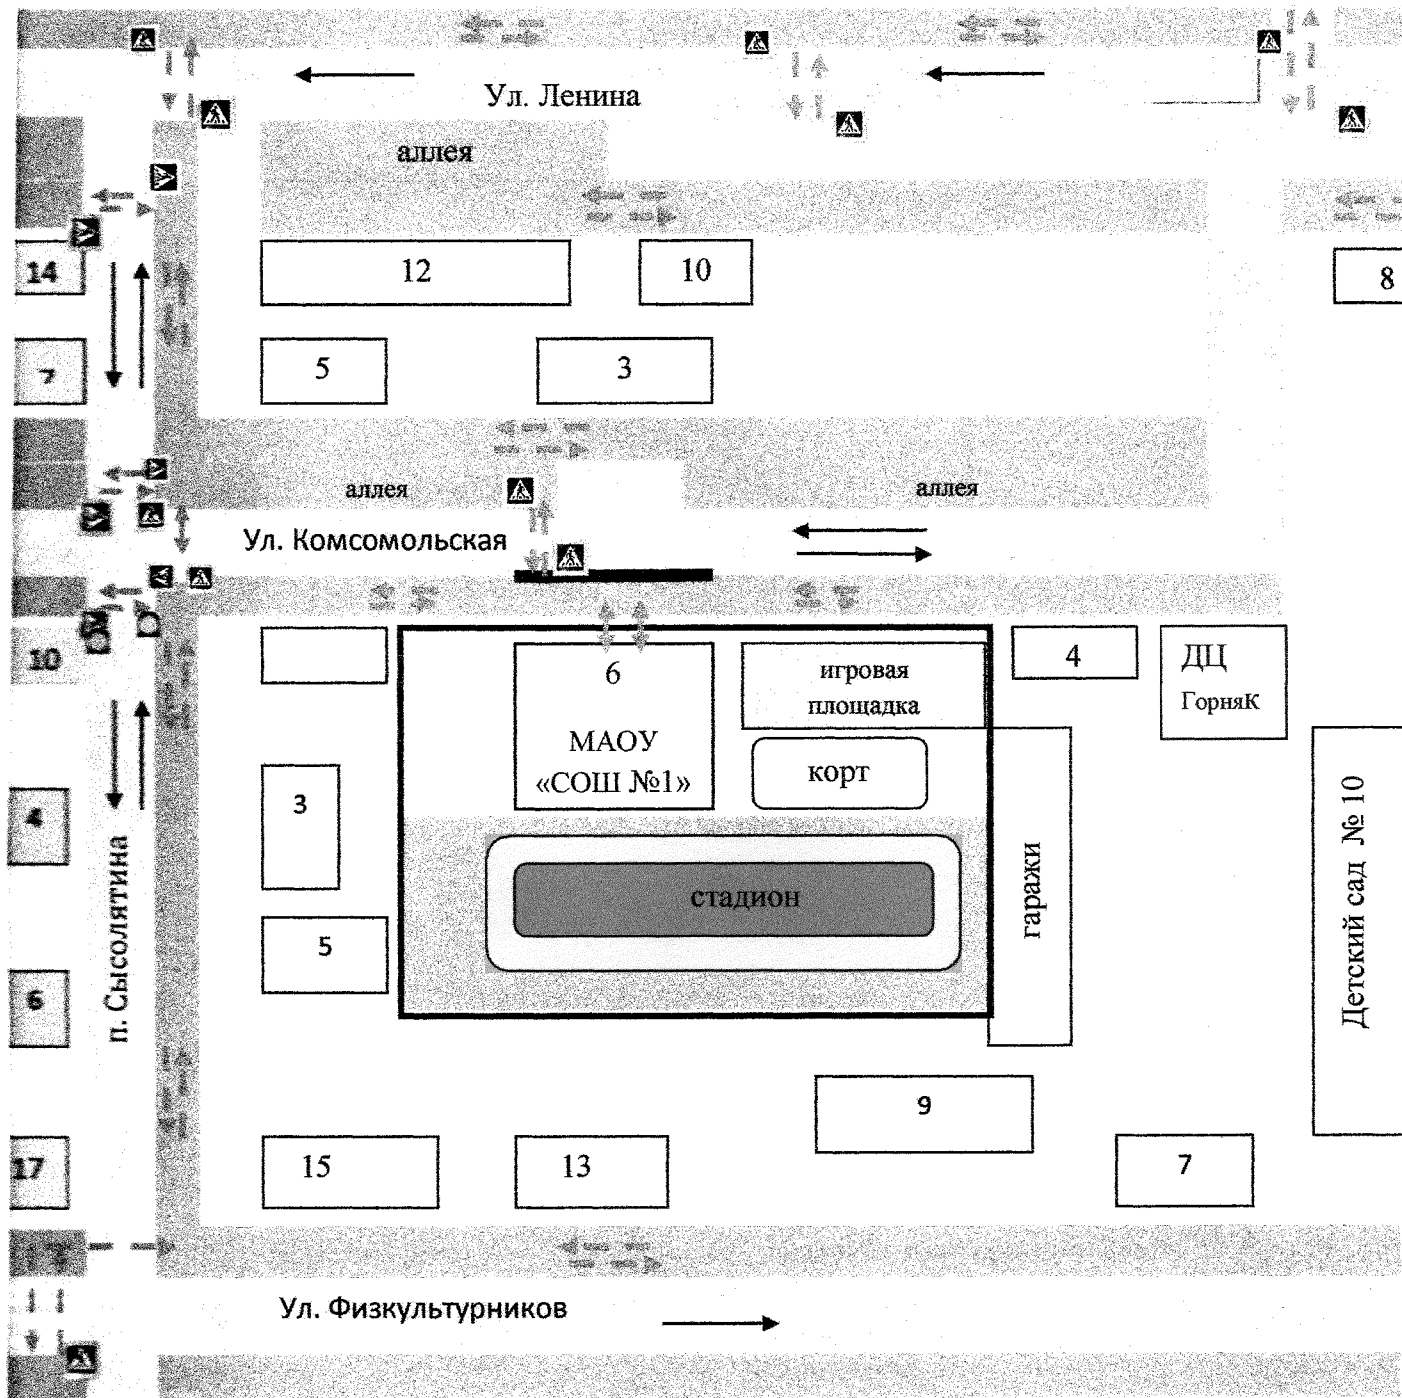 Ул. Ленина
аллея
14
12
10
8
7
5
3
аллея
аллея
Ул. Комсомольская
10
6
МАОУ
«СОШ №1»
игровая
площадка
4
ДЦ
ГорняК
корт
3
4
п. Сысолятина
стадион
гаражи
Детский сад № 10
5
6
9
17
15
13
7
Ул. Физкультурников